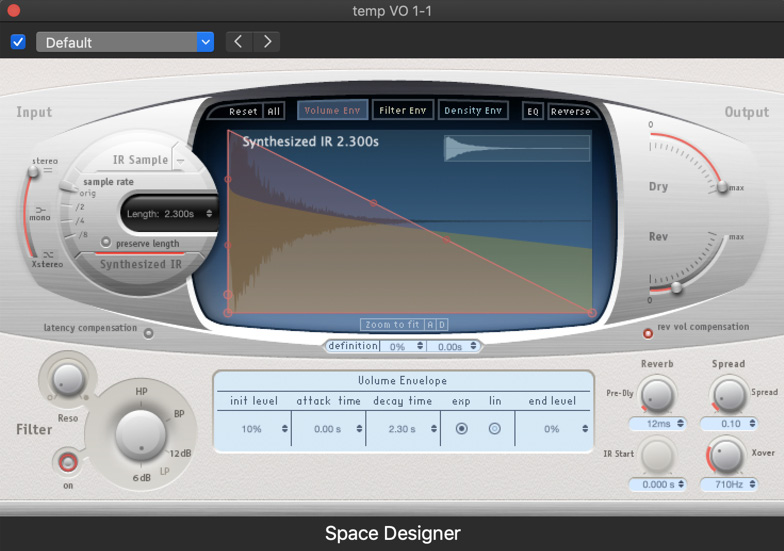 temp VO 1-1
Default
Input
Output
Reset All Volume Env Filter Env Density Env EQ Reverse
Synthesized IR 2.300s
stereo
mono
Xstereo
IR Sample
sample rate
orig
/2
/4
/8
Length: 2.300s
preserve length
Synthesized IR
0
Dry
max
Rev
max
0
Zoom to fit A D
latency compensation
definition 0% 0.00s
rev vol compensation
Reso
Filter
on
HP
BP
12dB
LP
6dB
Volume Envelope
init level attack time decay time exp lin end level
10% 0.00 s 2.30 s 0%
Reverb Spread
Pre-Dly
Spread
12ms 0.10
IR Start
Xover
0.000 s 710Hz
Space Designer